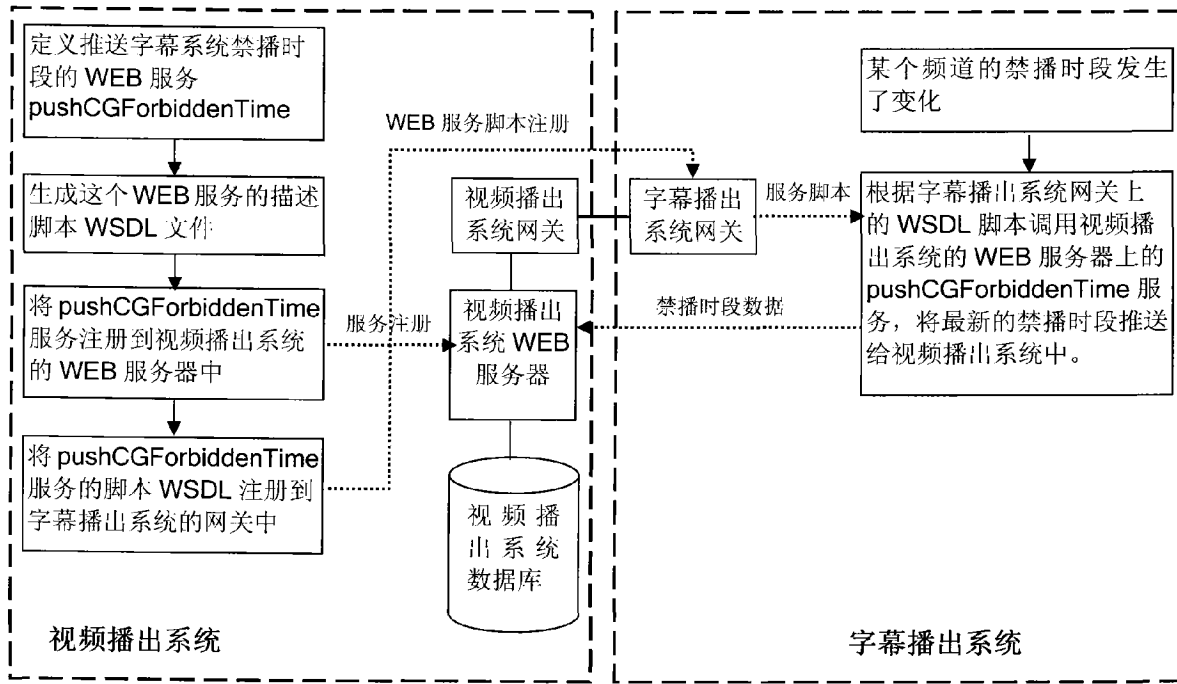 定义推送字幕系统禁播时
段的 WEB 服务
pushCGForbiddenTime
生成这个 WEB 服务的描述
脚本 WSDL 文件
将 pushCGForbiddenTime
服务注册到视频播出系统
的 WEB 服务器中
将 pushCGForbiddenTime
服务的脚本 WSDL 注册到
字幕播出系统的网关中
WEB 服务脚本注册
服务注册
视频播出
系统网关
视频播出
系统 WEB
服务器
视 频 播
出 系 统
数据库
视频播出系统
某个频道的禁播时段发生
了变化
字幕播出
系统网关
服务脚本
禁播时段数据
根据字幕播出系统网关上
的 WSDL 脚本调用视频播
出系统的 WEB 服务器上的
pushCGForbiddenTime 服
务，将最新的禁播时段推送
给视频播出系统中。
字幕播出系统